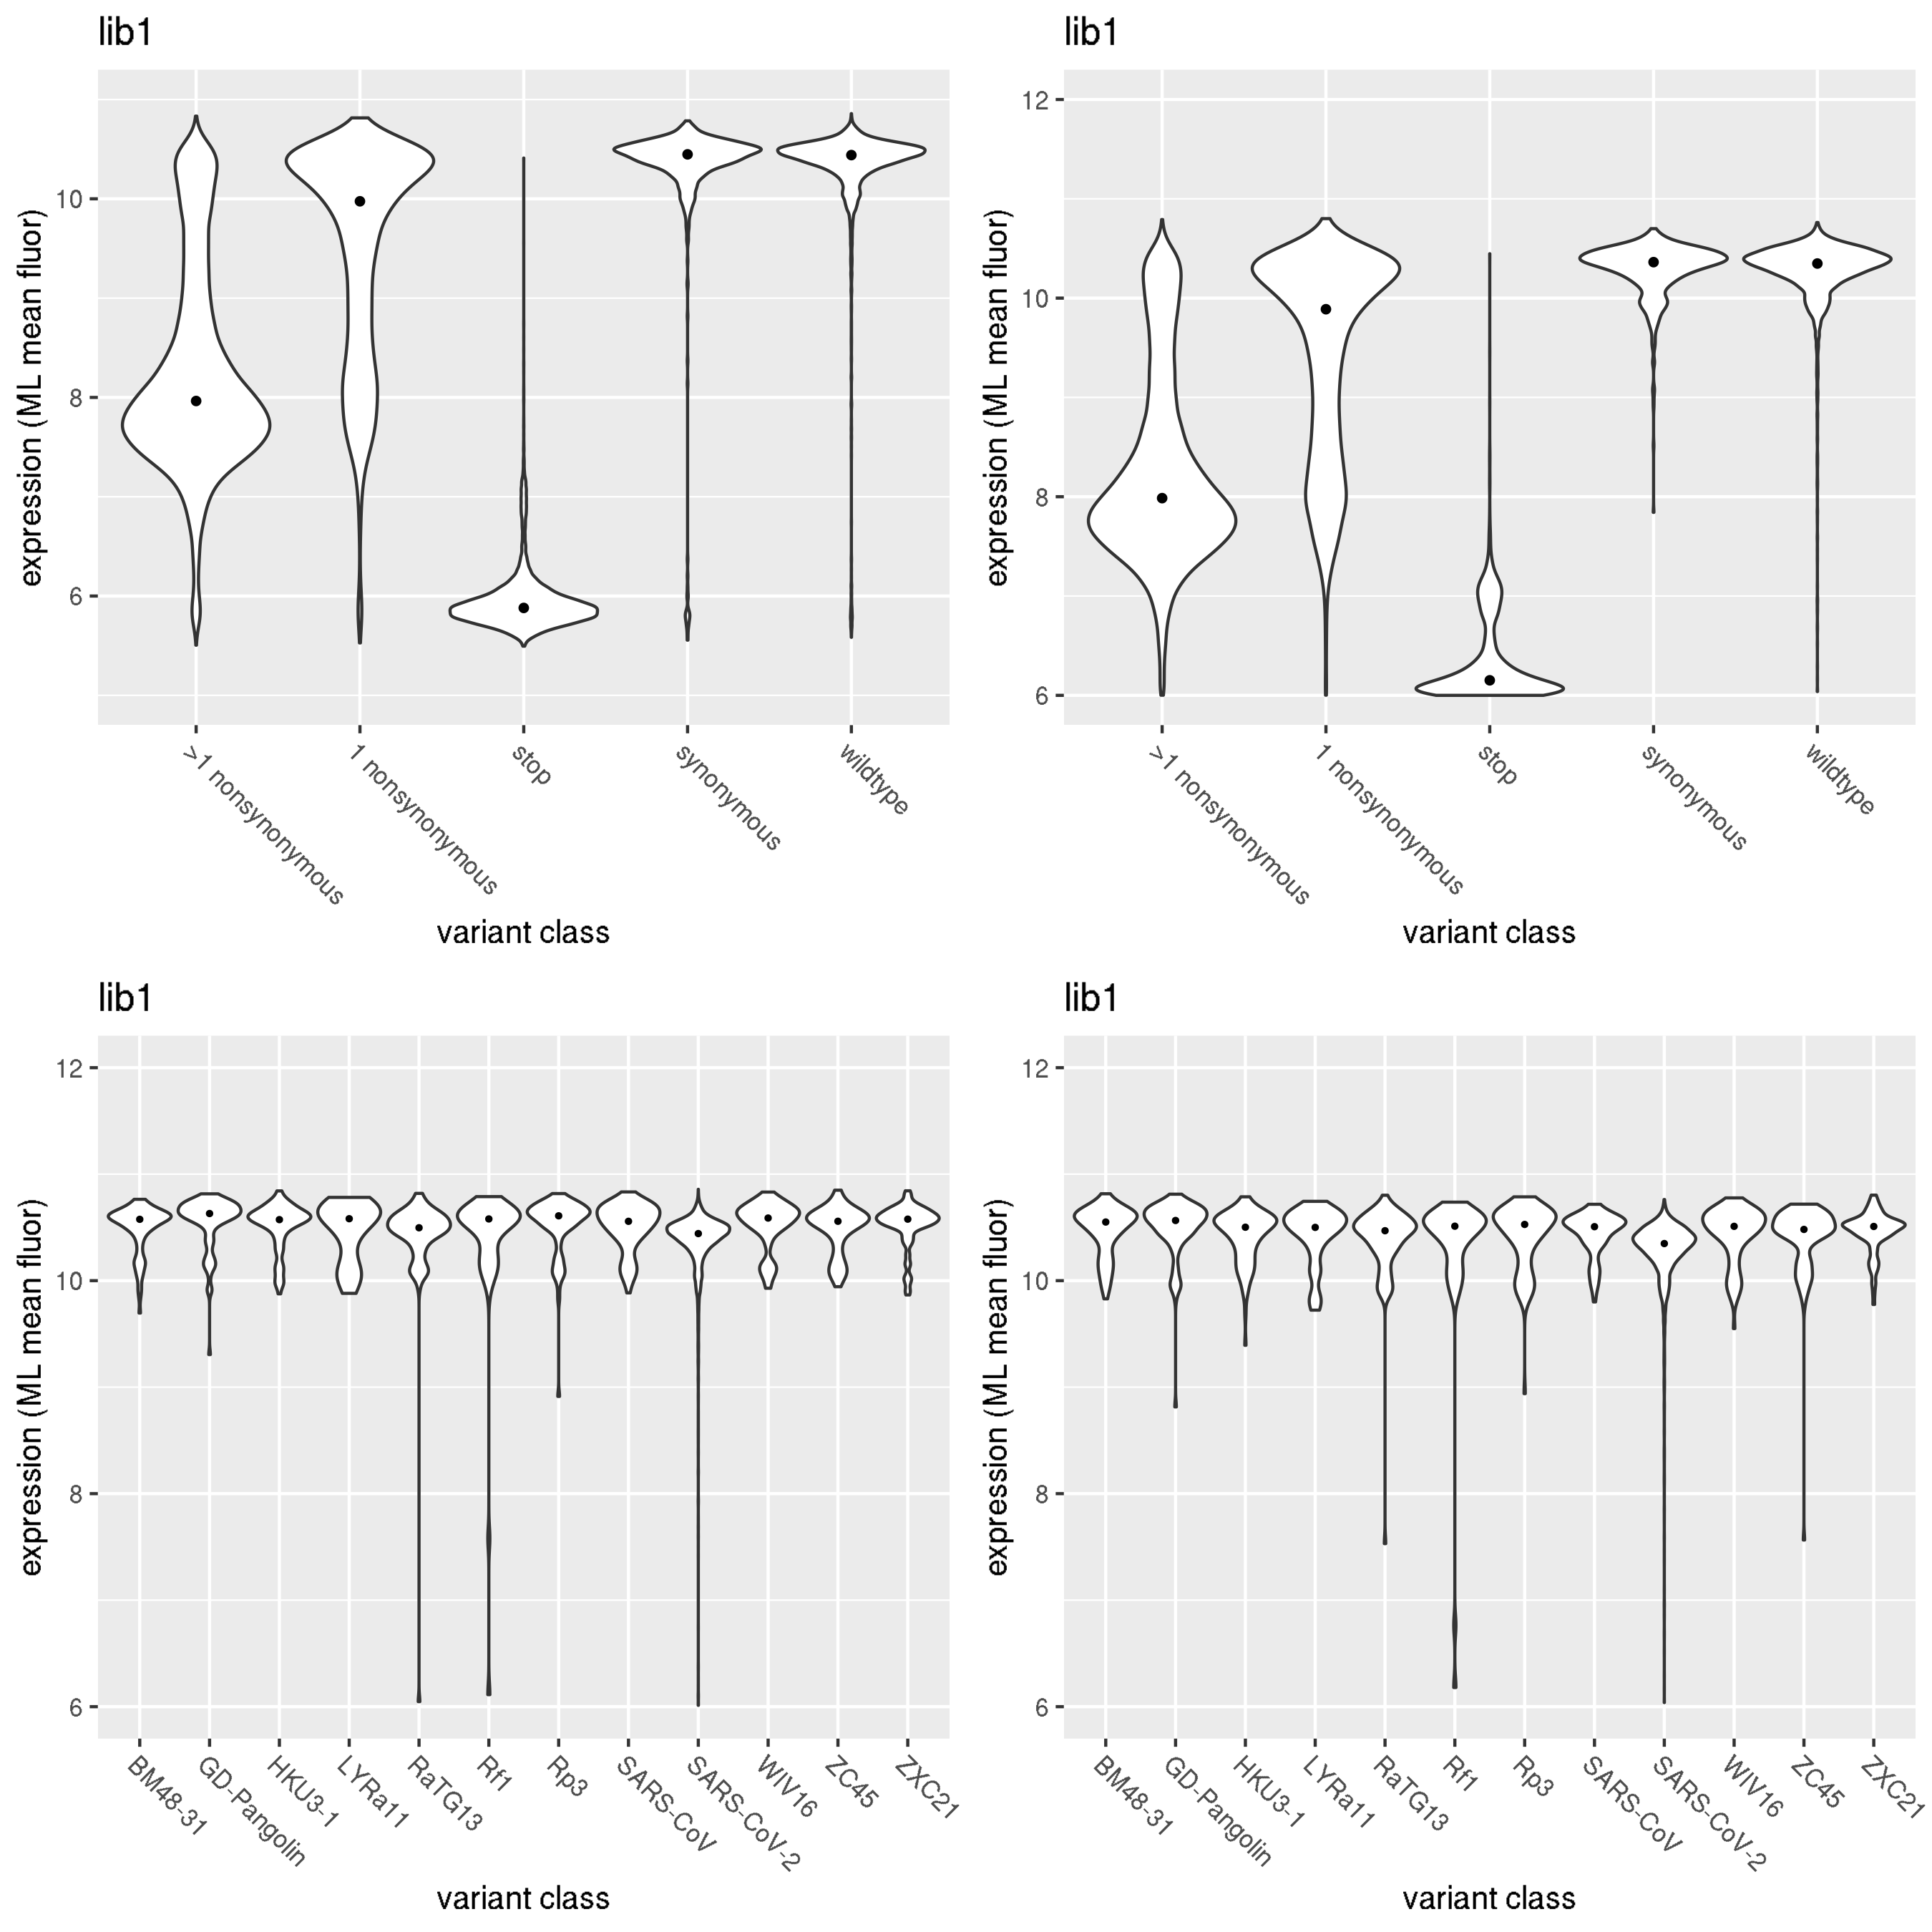 lib1
expression (ML mean fluor)
10
8
6
>1 nonsynonymous
1 nonsynonymous
stop
synonymous
wildtype
variant class
lib1
expression (ML mean fluor)
12
10
8
6
>1 nonsynonymous
1 nonsynonymous
stop
synonymous
wildtype
variant class
lib1
expression (ML mean fluor)
12
10
8
6
BM48-31
GD-Pangolin
HKU3-1
LYRa11
RaTG13
Rf1
Rp3
SARS-CoV
SARS-CoV-2
WIV16
ZC45
ZXC21
variant class
lib1
expression (ML mean fluor)
12
10
8
6
BM48-31
GD-Pangolin
HKU3-1
LYRa11
RaTG13
Rf1
Rp3
SARS-CoV
SARS-CoV-2
WIV16
ZC45
ZXC21
variant class